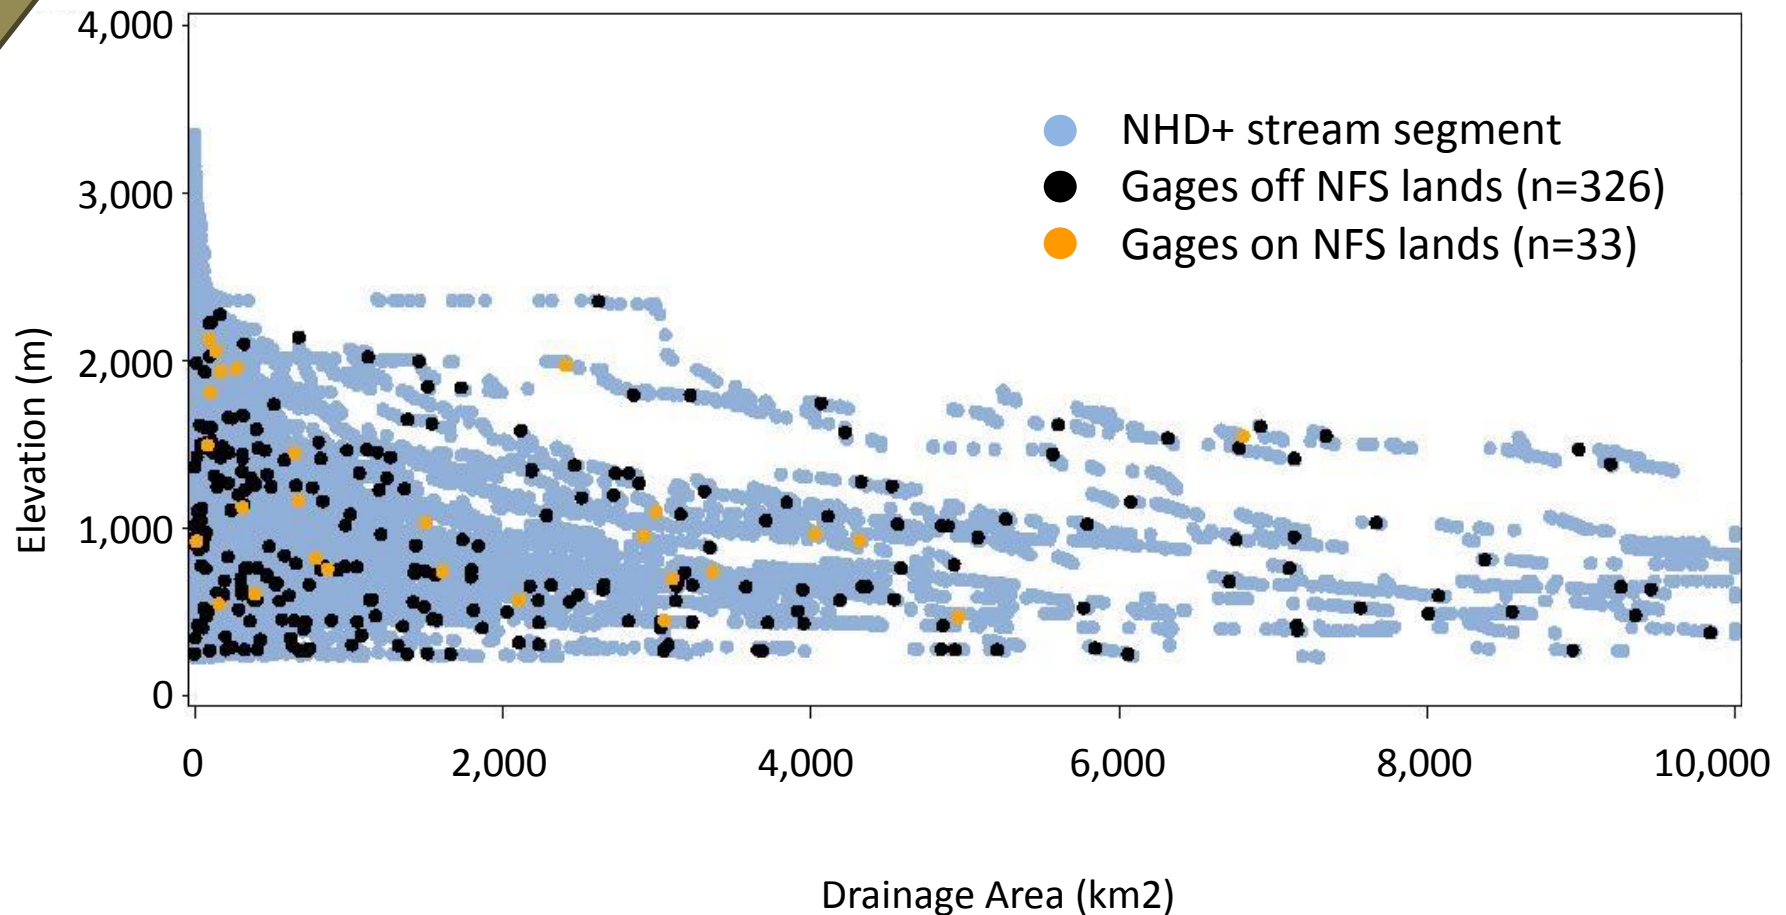 4,000
3,000
2,000
1,000
0
Elevation (m)
NHD+ stream segment
Gages off NFS lands (n=326)
Gages on NFS lands (n=33)
0
2,000
4,000
6,000
8,000
10,000
Drainage Area (km2)